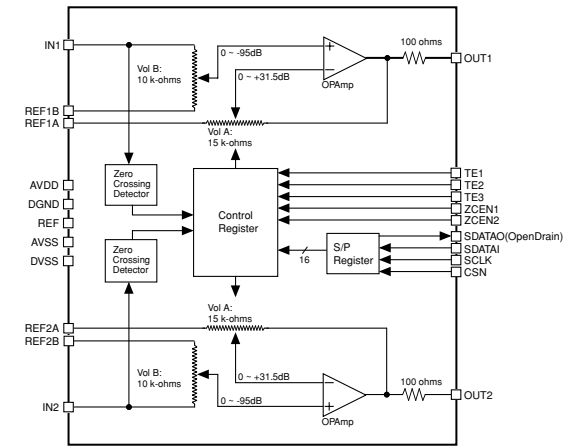 IN1
0 ~ -95dB
100 ohms
OUT1
Vol B:
10 k-ohms
0 ~ +31.5dB
OPAmp
REF1B
REF1A
Vol A:
15 k-ohms
Zero
Crossing
Detector
Control
Register
TE1
TE2
TE3
ZCEN1
ZCEN2
AVDD
DGND
REF
AVSS
DVSS
Zero
Crossing
Detector
16
S/P
Register
SDATAO(OpenDrain)
SDATAI
SCLK
CSN
Vol A:
15 k-ohms
REF2A
REF2B
Vol B:
10 k-ohms
0 ~ +31.5dB
0 ~ -95dB
100 ohms
OUT2
IN2
OPAmp